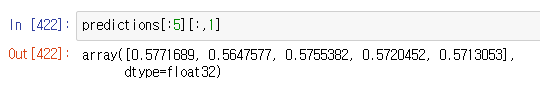 In [422]: predictions[:5][:,1]
Out[422]: array([0.5771689, 0.5647577, 0.5755382, 0.5720452, 0.5713053],
dtype=float32)